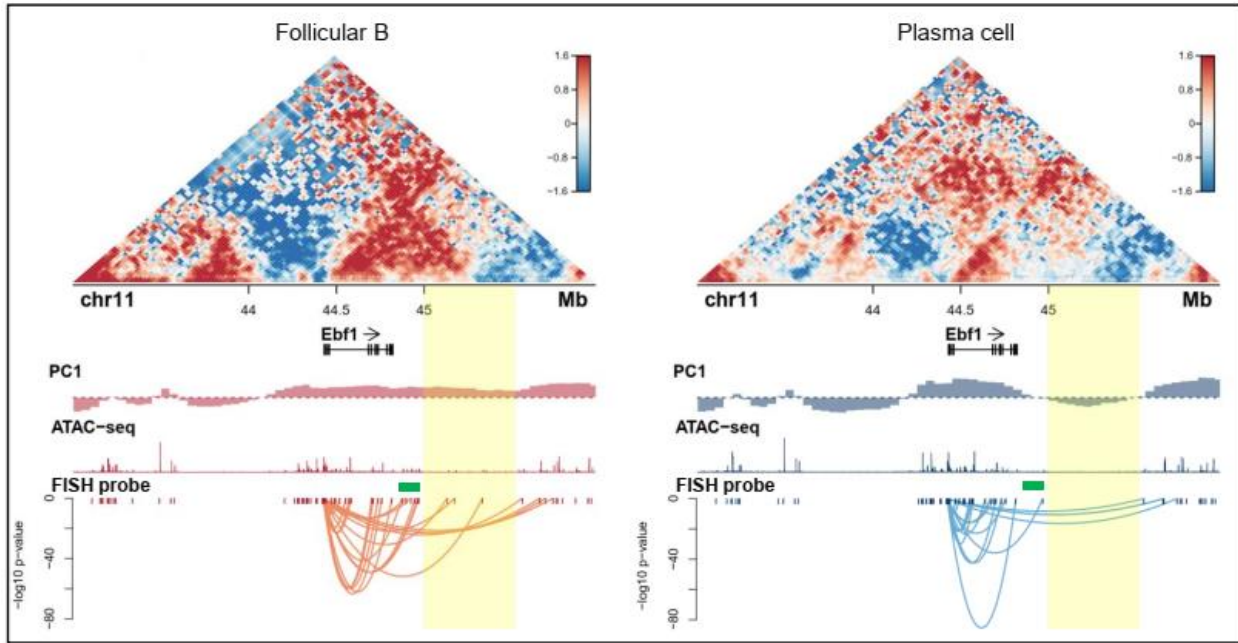 Follicular B
1.6
0.8
0
−0.8
−1.6
chr11
44
44.5
45
Mb
Ebf1 →
PC1
ATAC−seq
FISH probe
0
−40
−80
−log10 p-value
Plasma cell
1.6
0.8
0
−0.8
−1.6
chr11
44
44.5
45
Mb
Ebf1 →
PC1
ATAC−seq
FISH probe
0
−40
−80
−log10 p-value